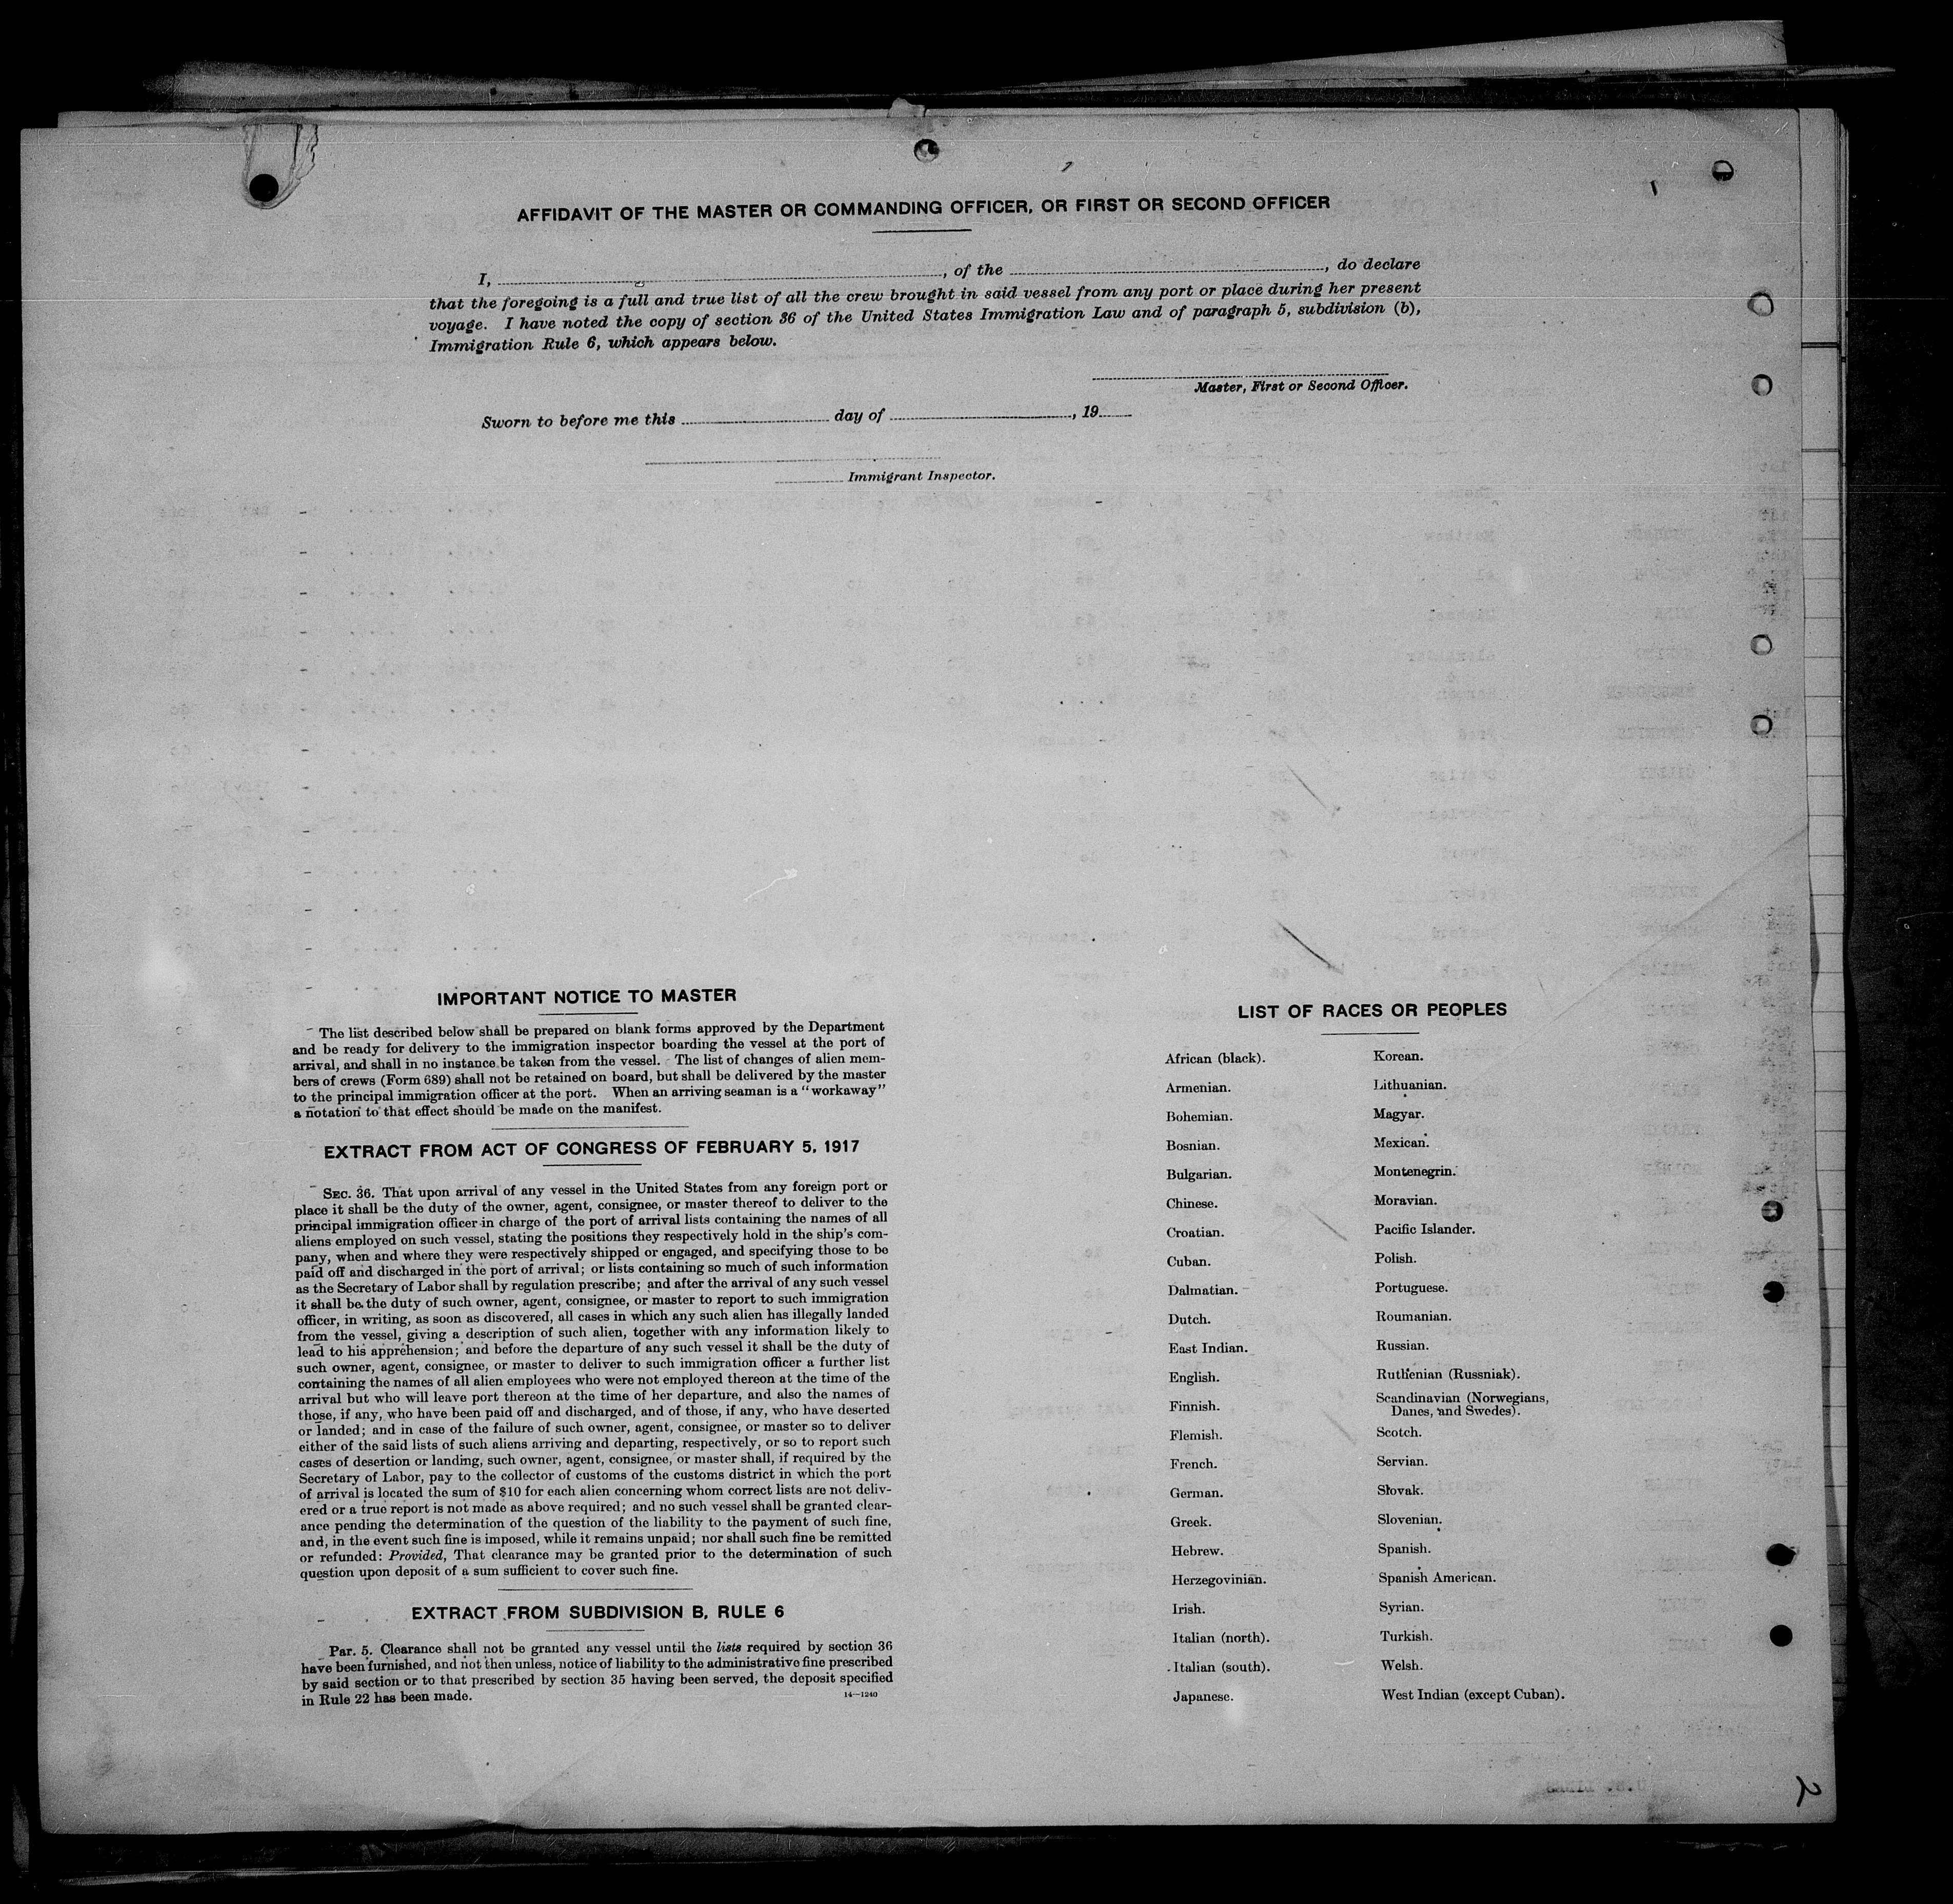 AFFIDAVIT OF THE MASTER OR COMMANDING OFFICER, OR FIRST OR SECOND OFFICER
I, , of the , do declare
that the foregoing is a full and true list of all the crew brought in said vessel from any port or place during her present
voyage. I have noted the copy of section 36 of the United States Immigration Law and of paragraph 5, subdivision (b),
Immigration Rule 6, which appears below.
Master, First or Second Officer.
Sworn to before me this day of , 19
Immigrant Inspector.
IMPORTANT NOTICE TO MASTER
The list described below shall be prepared on blank forms approved by the Department
and be ready for delivery to the immigration inspector boarding the vessel at the port of
arrival, and shall in no instance be taken from the vessel. The list of changes of alien mem-
bers of crews (Form 689) shall not be retained on board, but shall be delivered by the master
to the principal immigration officer at the port. When an arriving seaman is a "workaway"
a notation to that effect should be made on the manifest.
EXTRACT FROM ACT OF CONGRESS OF FEBRUARY 5, 1917
SEC. 36. That upon arrival of any vessel in the United States from any foreign port or
place it shall be the duty of the owner, agent, consignee, or master thereof to deliver to the
principal immigration officer in charge of the port of arrival lists containing the names of all
aliens employed on such vessel, stating the positions they respectively hold in the ship's com-
pany, when and where they were respectively shipped or engaged, and specifying those to be
paid off and discharged in the port of arrival; or lists containing so much of such information
as the Secretary of Labor shall by regulation prescribe; and after the arrival of any such vessel
it shall be the duty of such owner, agent, consignee, or master to report to such immigration
officer, in writing, as soon as discovered, all cases in which any such alien has illegally landed
from the vessel, giving a description of such alien, together with any information likely to
lead to his apprehension; and before the departure of any such vessel it shall be the duty of
such owner, agent, consignee, or master to deliver to such immigration officer a further list
containing the names of all alien employees who were not employed thereon at the time of the
arrival but who will leave port thereon at the time of her departure, and also the names of
those, if any, who have been paid off and discharged, and of those, if any, who have deserted
or landed; and in case of the failure of such owner, agent, consignee, or master so to deliver
either of the said lists of such aliens arriving and departing, respectively, or so to report such
cases of desertion or landing, such owner, agent, consignee, or master shall, if required by the
Secretary of Labor, pay to the collector of customs of the customs district in which the port
of arrival is located the sum of $10 for each alien concerning whom correct lists are not deliv-
ered or a true report is not made as above required; and no such vessel shall be granted clear-
ance pending the determination of the question of the liability to the payment of such fine,
and, in the event such fine is imposed, while it remains unpaid; nor shall such fine be remitted
or refunded: Provided, That clearance may be granted prior to the determination of such
question upon deposit of a sum sufficient to cover such fine.
EXTRACT FROM SUBDIVISION B, RULE 6
Par. 5. Clearance shall not be granted any vessel until the lists required by section 36
have been furnished, and not then unless, notice of liability to the administrative fine prescribed
by said section or to that prescribed by section 35 having been served, the deposit specified
in Rule 22 has been made.
14—1240
LIST OF RACES OR PEOPLES
African (black).
Armenian.
Bohemian.
Bosnian.
Bulgarian.
Chinese.
Croatian.
Cuban.
Dalmatian.
Dutch.
East Indian.
English.
Finnish.
Flemish.
French.
German.
Greek.
Hebrew.
Herzegovinian.
Irish.
Italian (north).
Italian (south).
Japanese.
Korean.
Lithuanian.
Magyar.
Mexican.
Montenegrin.
Moravian.
Pacific Islander.
Polish.
Portuguese.
Roumanian.
Russian.
Ruthenian (Russniak).
Scandinavian (Norwegians,
Danes, and Swedes).
Scotch.
Servian.
Slovak.
Slovenian.
Spanish.
Spanish American.
Syrian.
Turkish.
Welsh.
West Indian (except Cuban).